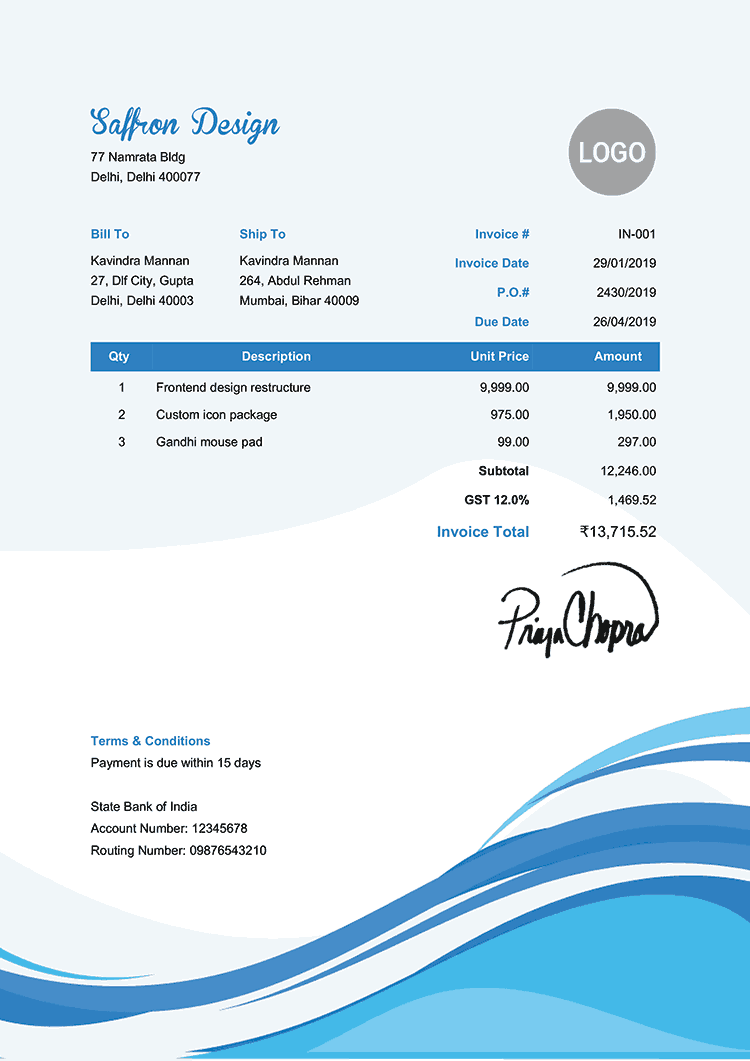 Saffron Design
77 Namrata Bldg
Delhi, Delhi 400077
LOGO
Bill To
Kavindra Mannan
27, Dlf City, Gupta
Delhi, Delhi 40003
Ship To
Kavindra Mannan
264, Abdul Rehman
Mumbai, Bihar 40009
Invoice # IN-001
Invoice Date 29/01/2019
P.O.# 2430/2019
Due Date 26/04/2019
Qty Description Unit Price Amount
1 Frontend design restructure 9,999.00 9,999.00
2 Custom icon package 975.00 1,950.00
3 Gandhi mouse pad 99.00 297.00
Subtotal 12,246.00
GST 12.0% 1,469.52
Invoice Total ₹13,715.52
Priya Chopra
Terms & Conditions
Payment is due within 15 days
State Bank of India
Account Number: 12345678
Routing Number: 09876543210